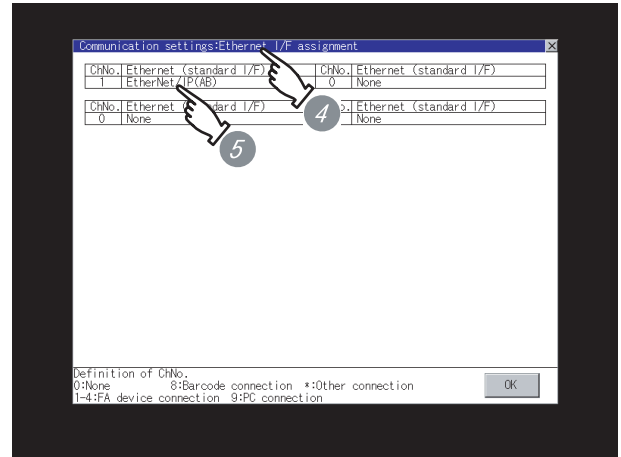 Communication settings:Ethernet I/F assignment
ChNo. Ethernet (standard I/F) ChNo. Ethernet (standard I/F)
1 EtherNet/IP(AB) 0 None
4
ChNo. Ethernet (standard I/F) Ethernet (standard I/F)
0 None None
5
Definition of ChNo.
0:None 8:Barcode connection *:Other connection
1-4:FA device connection 9:PC connection
OK